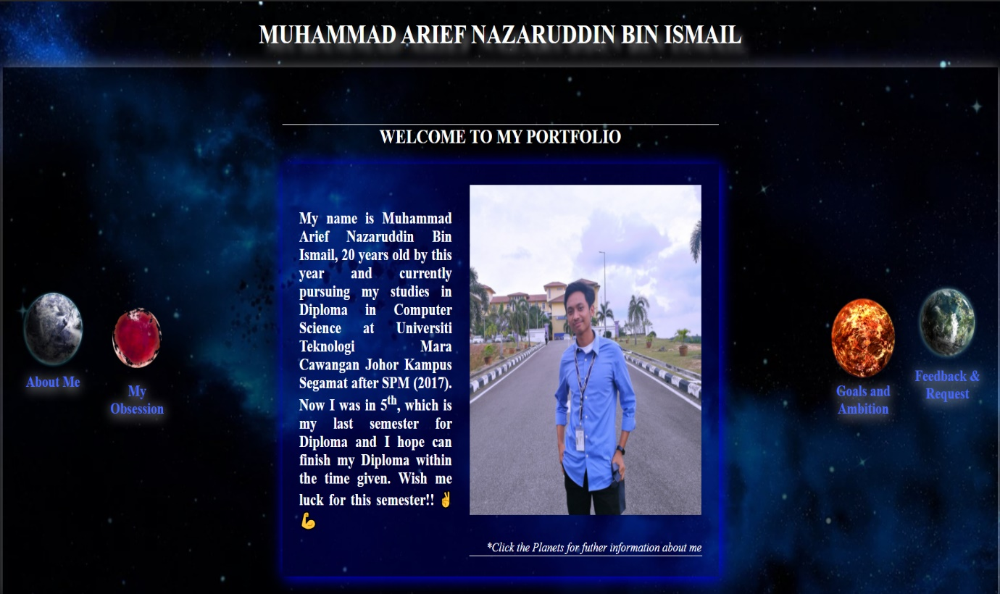 MUHAMMAD ARIEF NAZARUDDIN BIN ISMAIL
WELCOME TO MY PORTFOLIO
My name is Muhammad
Arief Nazaruddin Bin
Ismail, 20 years old by this
year and currently
pursuing my studies in
Diploma in Computer
Science at Universiti
Teknologi Mara
Cawangan Johor Kampus
Segamat after SPM (2017).
Now I was in 5th, which is
my last semester for
Diploma and I hope can
finish my Diploma within
the time given. Wish me
luck for this semester!! ✌
💪
*Click the Planets for futher information about me
About Me
My
Obsession
Goals and
Ambition
Feedback &
Request